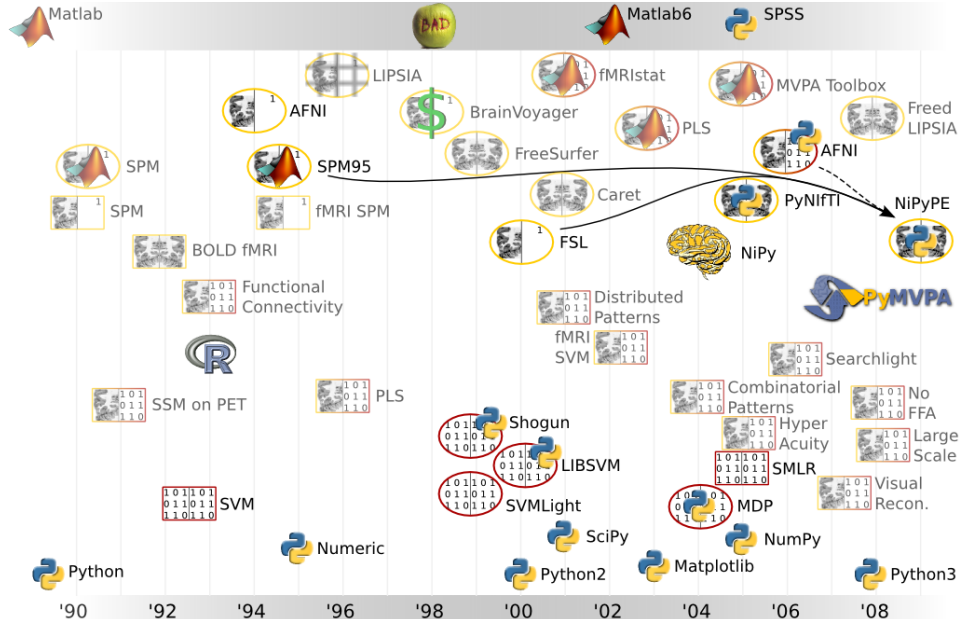 Matlab
BAD
Matlab6
SPSS
LIPSIA
fMRIstat
MVPA Toolbox
AFNI
BrainVoyager
$
PLS
Freed
LIPSIA
SPM
SPM95
FreeSurfer
AFNI
SPM
fMRI SPM
Caret
PyNIfTI
NiPyPE
BOLD fMRI
FSL
NiPy
Functional
Connectivity
Distributed
Patterns
PyMVPA
fMRI
SVM
R
Searchlight
SSM on PET
PLS
Combinatorial
Patterns
No
FFA
Shogun
Hyper
Acuity
Large
Scale
LIBSVM
SMLR
SVM
SVMLight
MDP
Visual
Recon.
Numeric
SciPy
NumPy
Python
Python2
Matplotlib
Python3
'90 '92 '94 '96 '98 '00 '02 '04 '06 '08